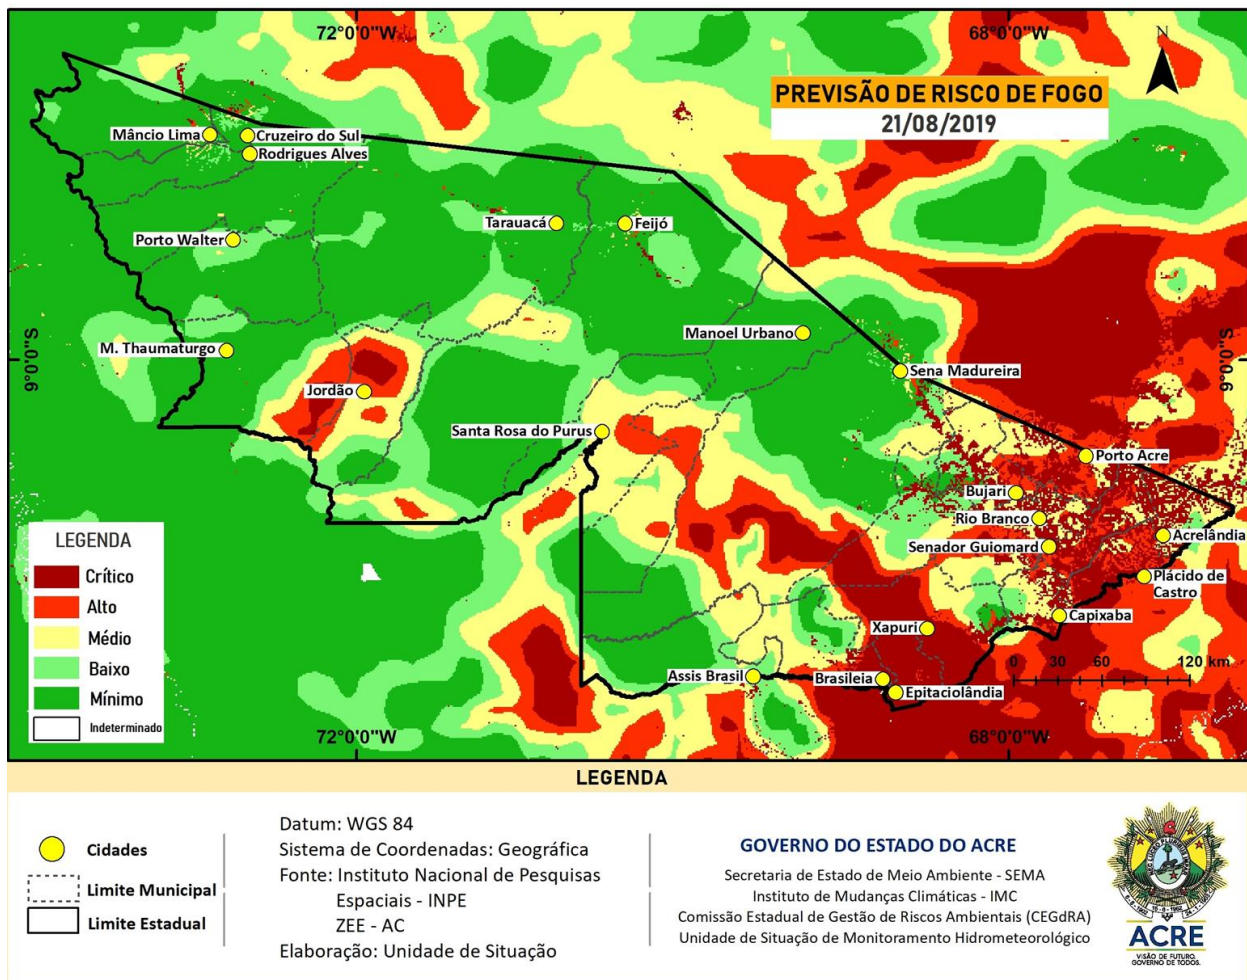 72°0'0"W
68°0'0"W
N
PREVISÃO DE RISCO DE FOGO
21/08/2019
Mâncio Lima
Cruzeiro do Sul
Rodrigues Alves
Tarauacá
Feijó
Porto Walter
Manoel Urbano
M. Thaumaturgo
9°0'0"S
9°0'0"S
Sena Madureira
Jordão
Santa Rosa do Purus
Porto Acre
Bujari
Rio Branco
Acrelândia
Senador Guiomard
Plácido de
Castro
Capixaba
Xapuri
Assis Brasil
Brasileia
Epitaciolândia
0 30 60 120 km
LEGENDA
Crítico
Alto
Médio
Baixo
Mínimo
Indeterminado
72°0'0"W
68°0'0"W
LEGENDA
Cidades
Limite Municipal
Limite Estadual
Datum: WGS 84
Sistema de Coordenadas: Geográfica
Fonte: Instituto Nacional de Pesquisas
Espaciais - INPE
ZEE - AC
Elaboração: Unidade de Situação
GOVERNO DO ESTADO DO ACRE
Secretaria de Estado de Meio Ambiente - SEMA
Instituto de Mudanças Climáticas - IMC
Comissão Estadual de Gestão de Riscos Ambientais (CEGdRA)
Unidade de Situação de Monitoramento Hidrometeorológico
ACRE
VISÃO DE FUTURO.
GOVERNO DE TODOS.